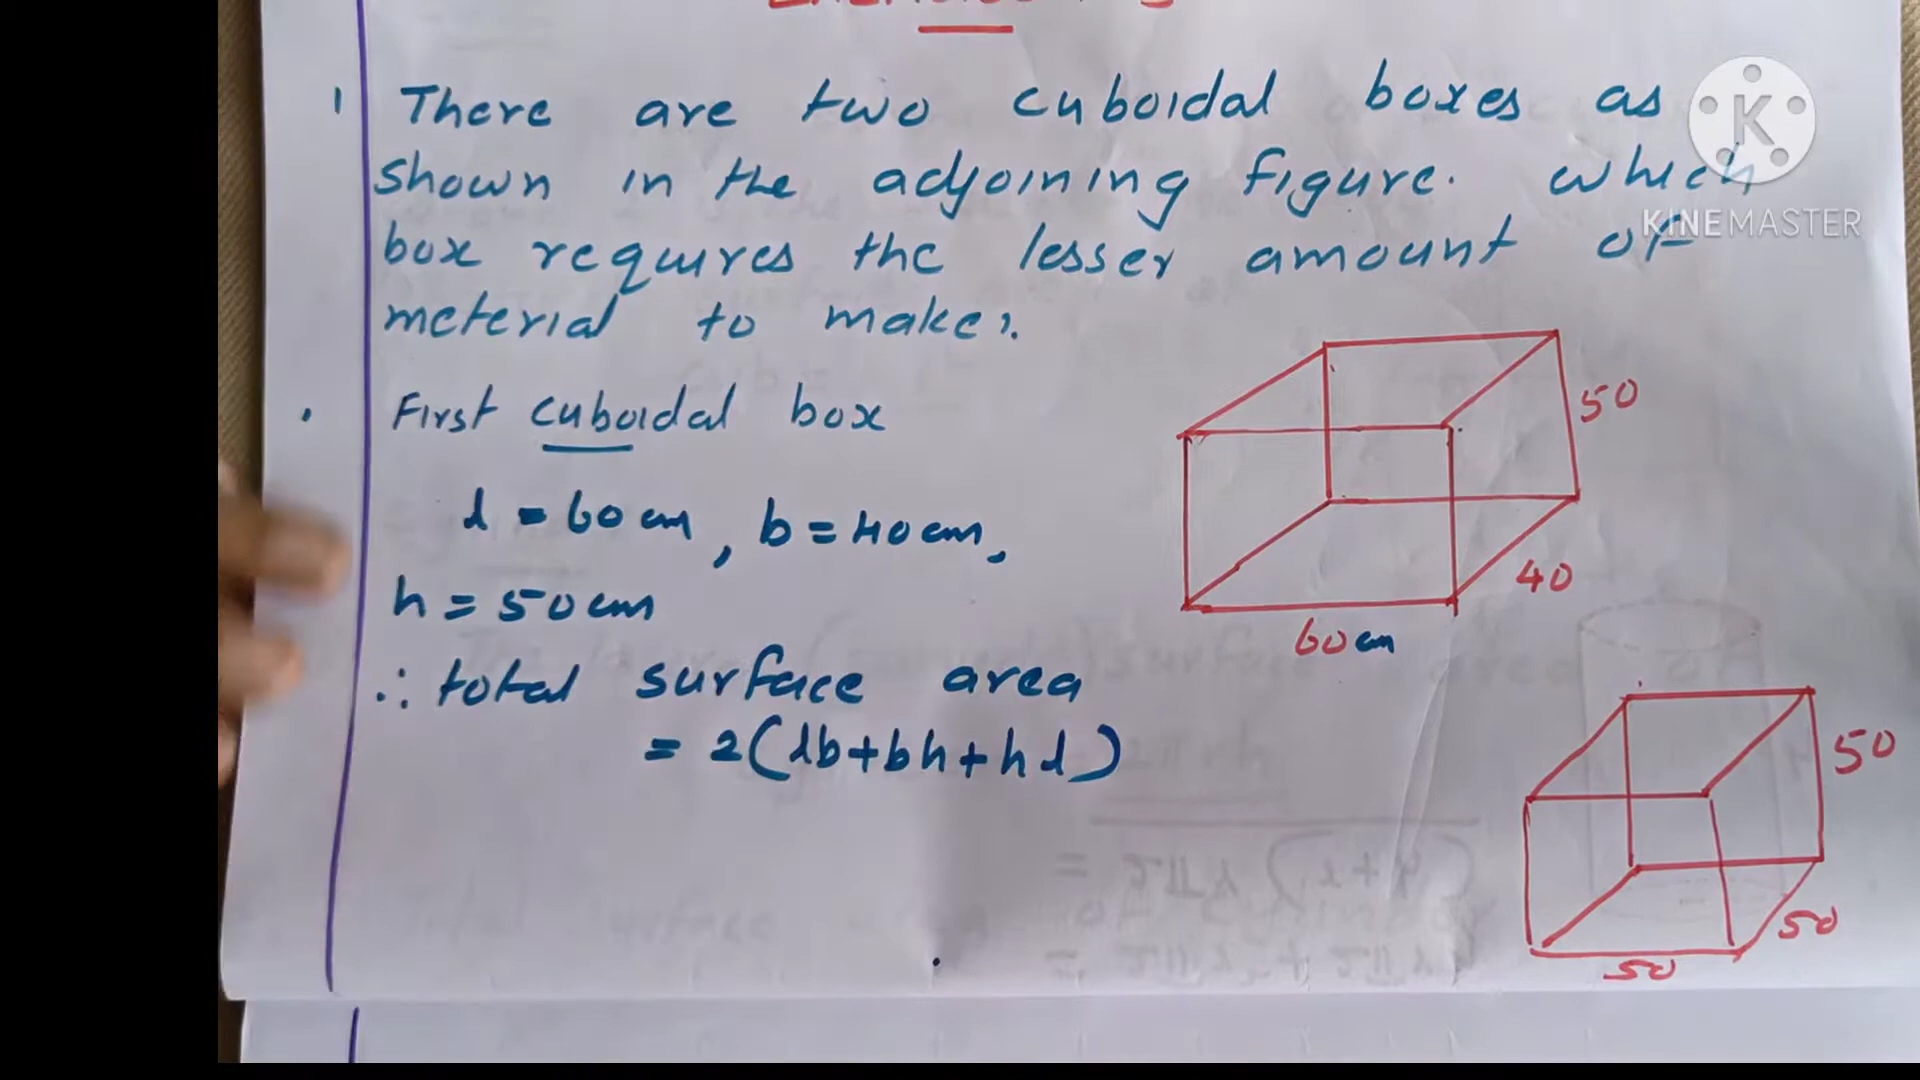 1 There are two cuboidal boxes as
shown in the adjoining figure. which
box requires the lesser amount of
meterial to make?.
. First cuboidal box
l = 60 cm, b = 40 cm,
h = 50 cm
∴ total surface area
= 2(lb+bh+hl)
50
40
60 cm
50
50
50
K
KINEMASTER